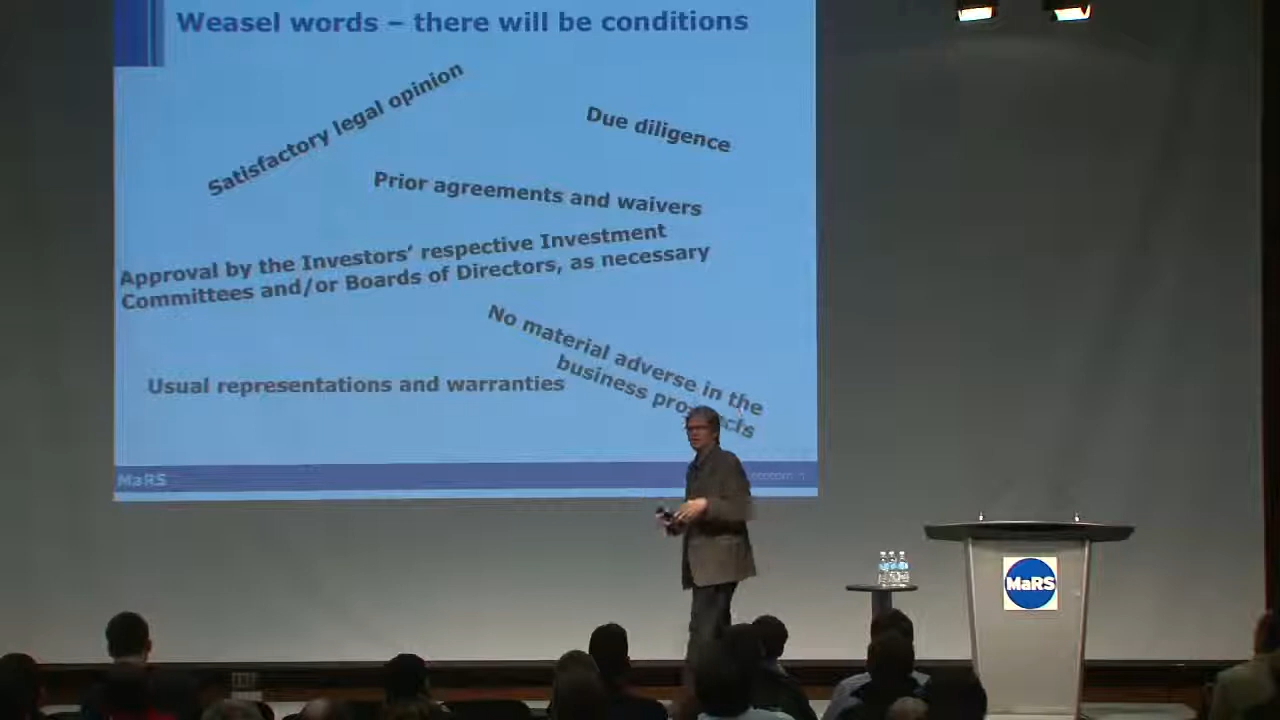 Weasel words – there will be conditions
Satisfactory legal opinion
Due diligence
Prior agreements and waivers
Approval by the Investors’ respective Investment
Committees and/or Boards of Directors, as necessary
No material adverse in the
business
Usual representations and warranties
MaRS
MaRS